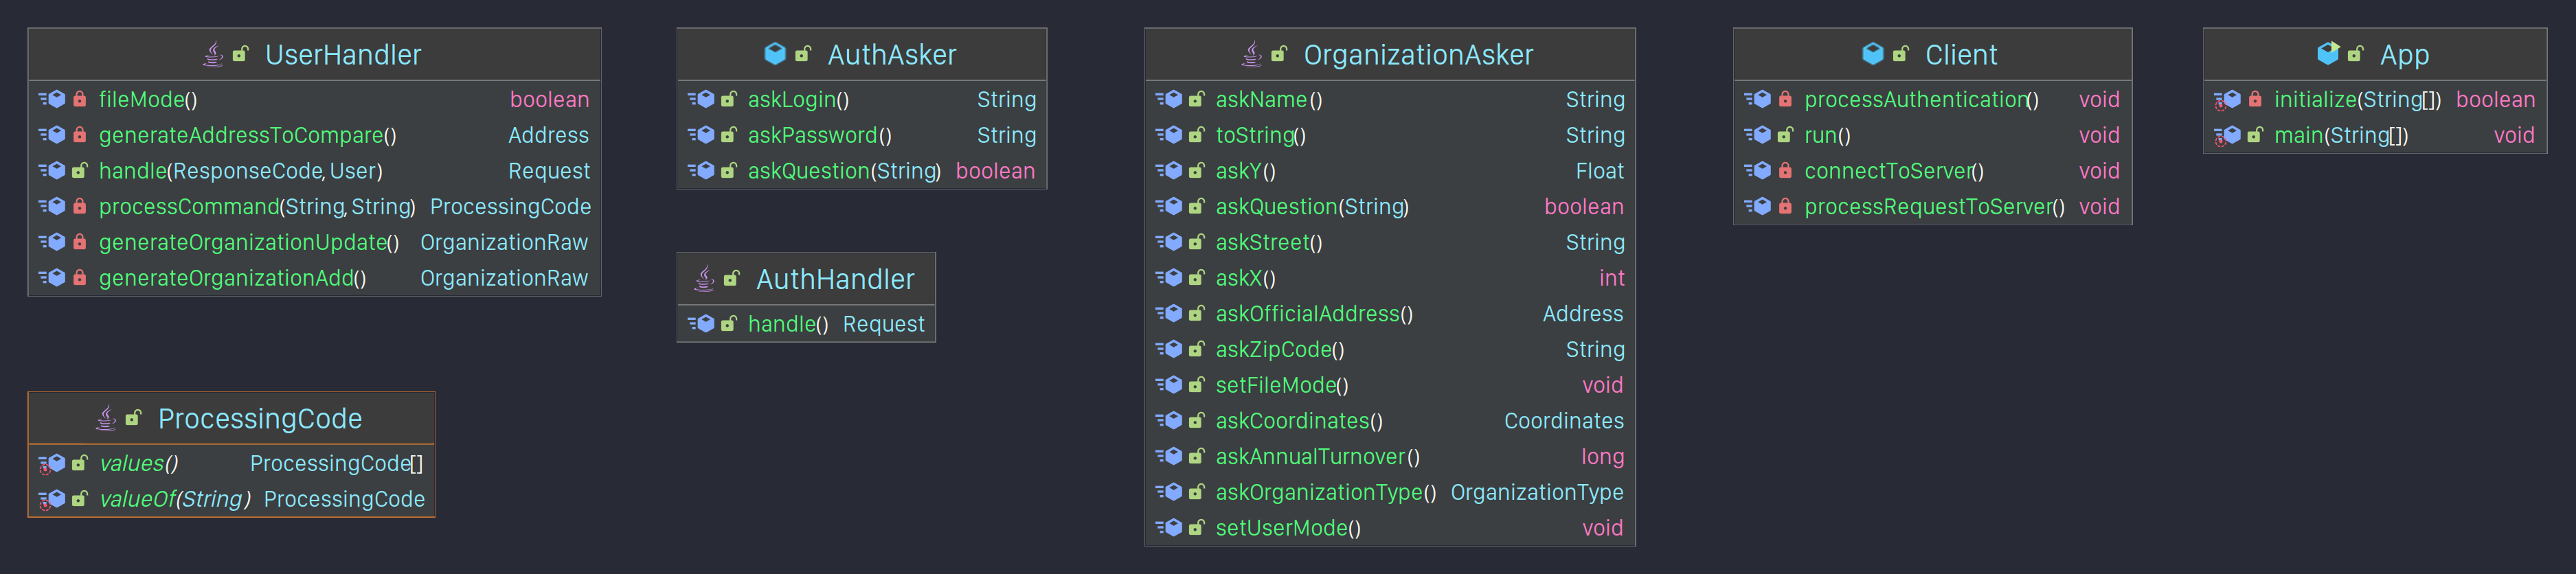 UserHandler
fileMode() boolean
generateAddressToCompare() Address
handle(ResponseCode, User) Request
processCommand(String, String) ProcessingCode
generateOrganizationUpdate() OrganizationRaw
generateOrganizationAdd() OrganizationRaw
ProcessingCode
values() ProcessingCode[]
valueOf(String) ProcessingCode
AuthAsker
askLogin() String
askPassword() String
askQuestion(String) boolean
AuthHandler
handle() Request
OrganizationAsker
askName() String
toString() String
askY() Float
askQuestion(String) boolean
askStreet() String
askX() int
askOfficialAddress() Address
askZipCode() String
setFileMode() void
askCoordinates() Coordinates
askAnnualTurnover() long
askOrganizationType() OrganizationType
setUserMode() void
Client
processAuthentication() void
run() void
connectToServer() void
processRequestToServer() void
App
initialize(String[]) boolean
main(String[]) void